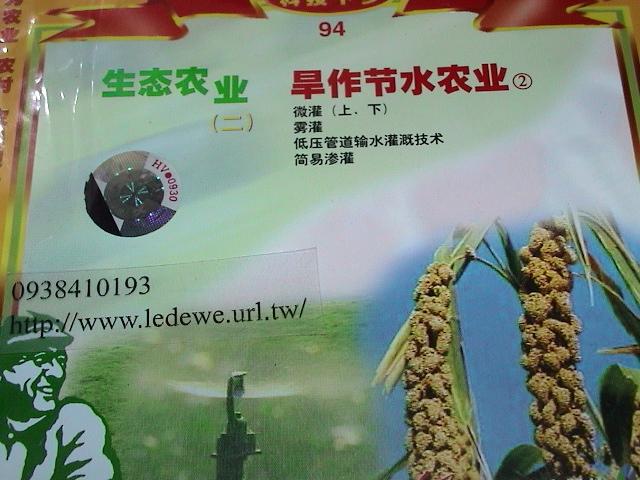 94
生态农业
(二)
旱作节水农业②
微灌（上、下）
雾灌
低压管道输水灌溉技术
简易渗灌
HV●0930
0938410193
http://www.ledewe.url.tw/